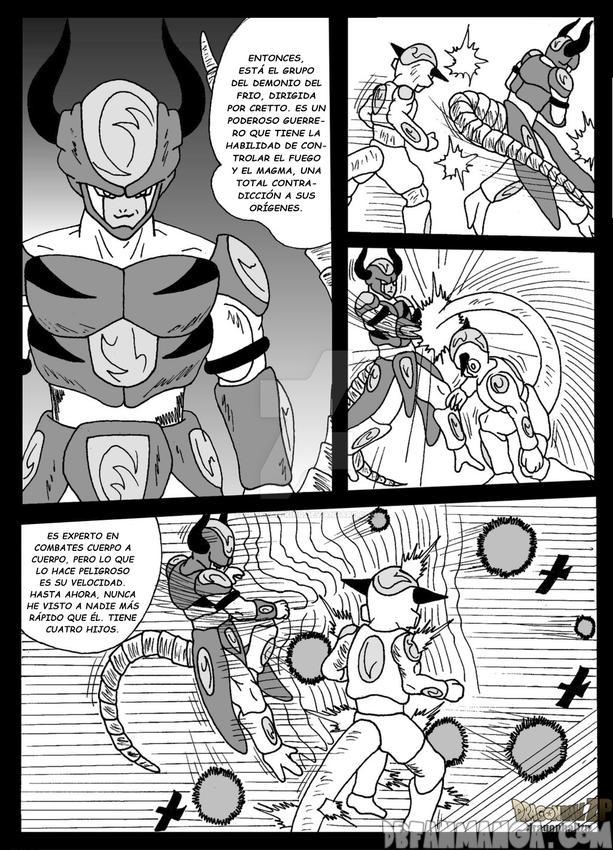 ENTONCES,
ESTÁ EL GRUPO
DEL DEMONIO DEL
FRIO, DIRIGIDA
POR CRETTO. ES UN
PODEROSO GUERRE-
RO QUE TIENE LA
HABILIDAD DE CON-
TROLAR EL FUEGO
Y EL MAGMA, UNA
TOTAL CONTRA-
DICCIÓN A SUS
ORÍGENES.
ES EXPERTO EN
COMBATES CUERPO A
CUERPO, PERO LO QUE
LO HACE PELIGROSO
ES SU VELOCIDAD.
HASTA AHORA, NUNCA
HE VISTO A NADIE MÁS
RÁPIDO QUE ÉL. TIENE
CUATRO HIJOS.
DBFANMANGA.COM